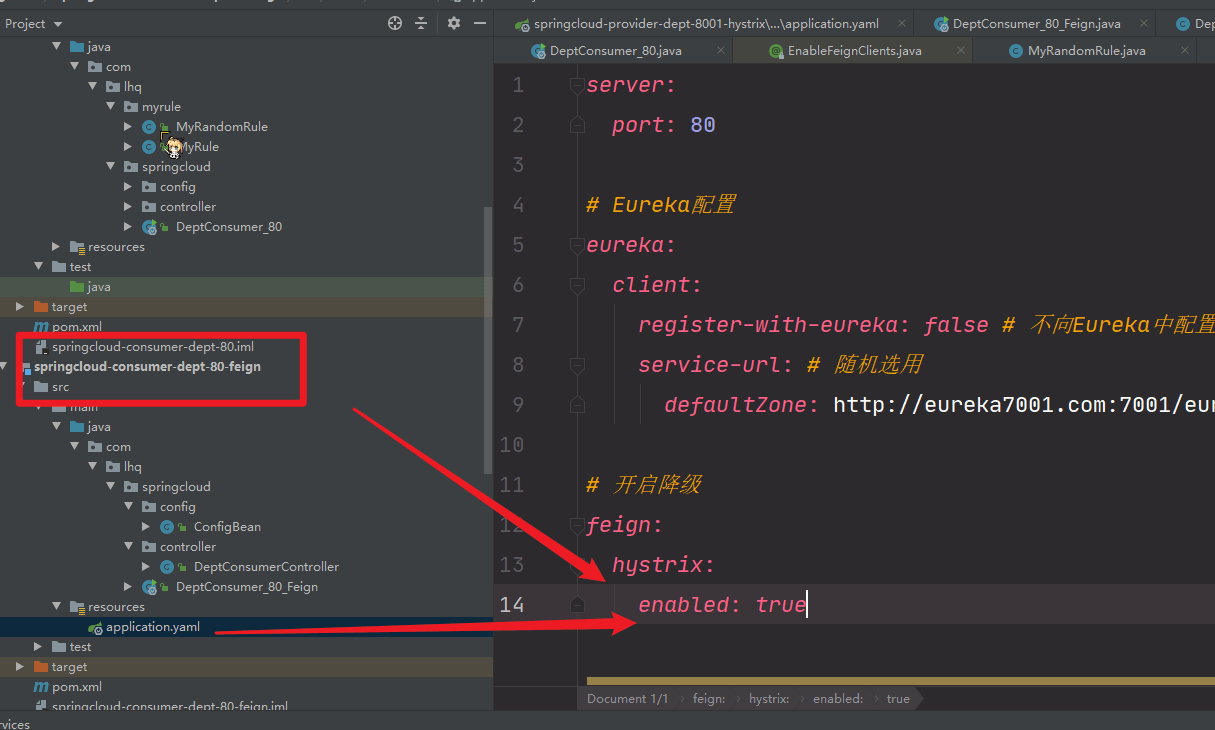 Project
springcloud-provider-dept-8001-hystrix\...\application.yaml
DeptConsumer_80_Feign.java
DeptConsumer_80.java
EnableFeignClients.java
MyRandomRule.java
java
com
lhq
myrule
MyRandomRule
MyRule
springcloud
config
controller
DeptConsumer_80
resources
test
java
target
pom.xml
springcloud-consumer-dept-80.iml
springcloud-consumer-dept-80-feign
src
main
java
com
lhq
springcloud
config
ConfigBean
controller
DeptConsumerController
DeptConsumer_80_Feign
resources
application.yaml
test
target
pom.xml
springcloud-consumer-dept-80-feign.iml
1 server:
2 port: 80
3
4 # Eureka配置
5 eureka:
6 client:
7 register-with-eureka: false # 不向Eureka中配置
8 service-url: # 随机选用
9 defaultZone: http://eureka7001.com:7001/eur
10
11 # 开启降级
12 feign:
13 hystrix:
14 enabled: true
Document 1/1 feign: hystrix: enabled: true